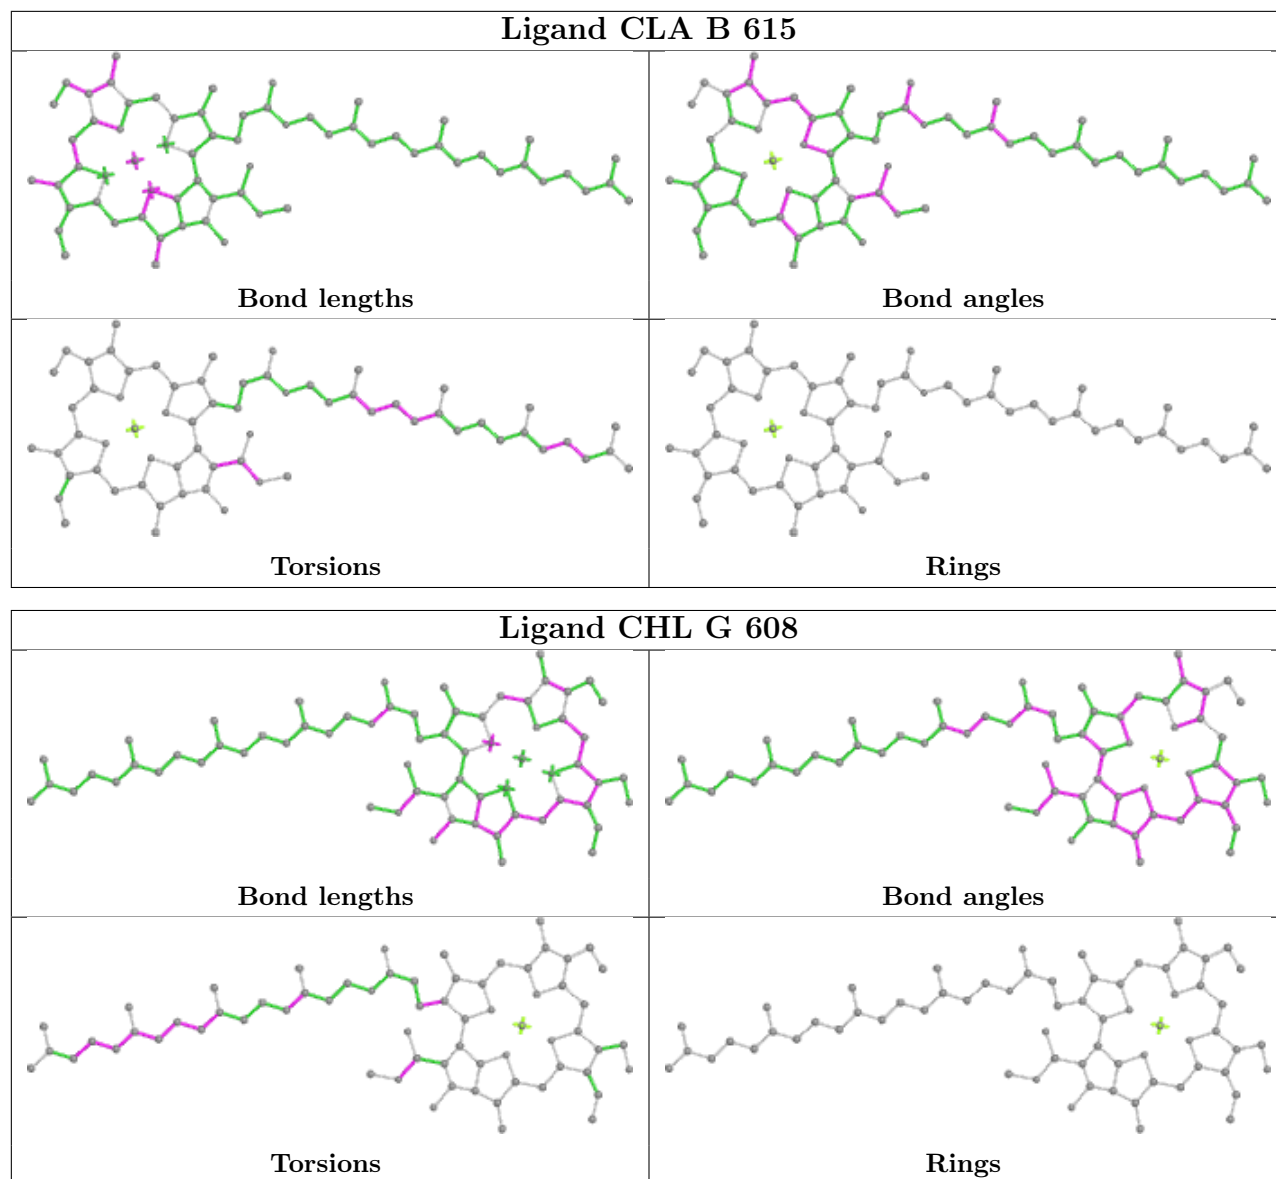 Ligand CLA B 615
Bond lengths
Bond angles
Torsions
Rings
Ligand CHL G 608
Bond lengths
Bond angles
Torsions
Rings